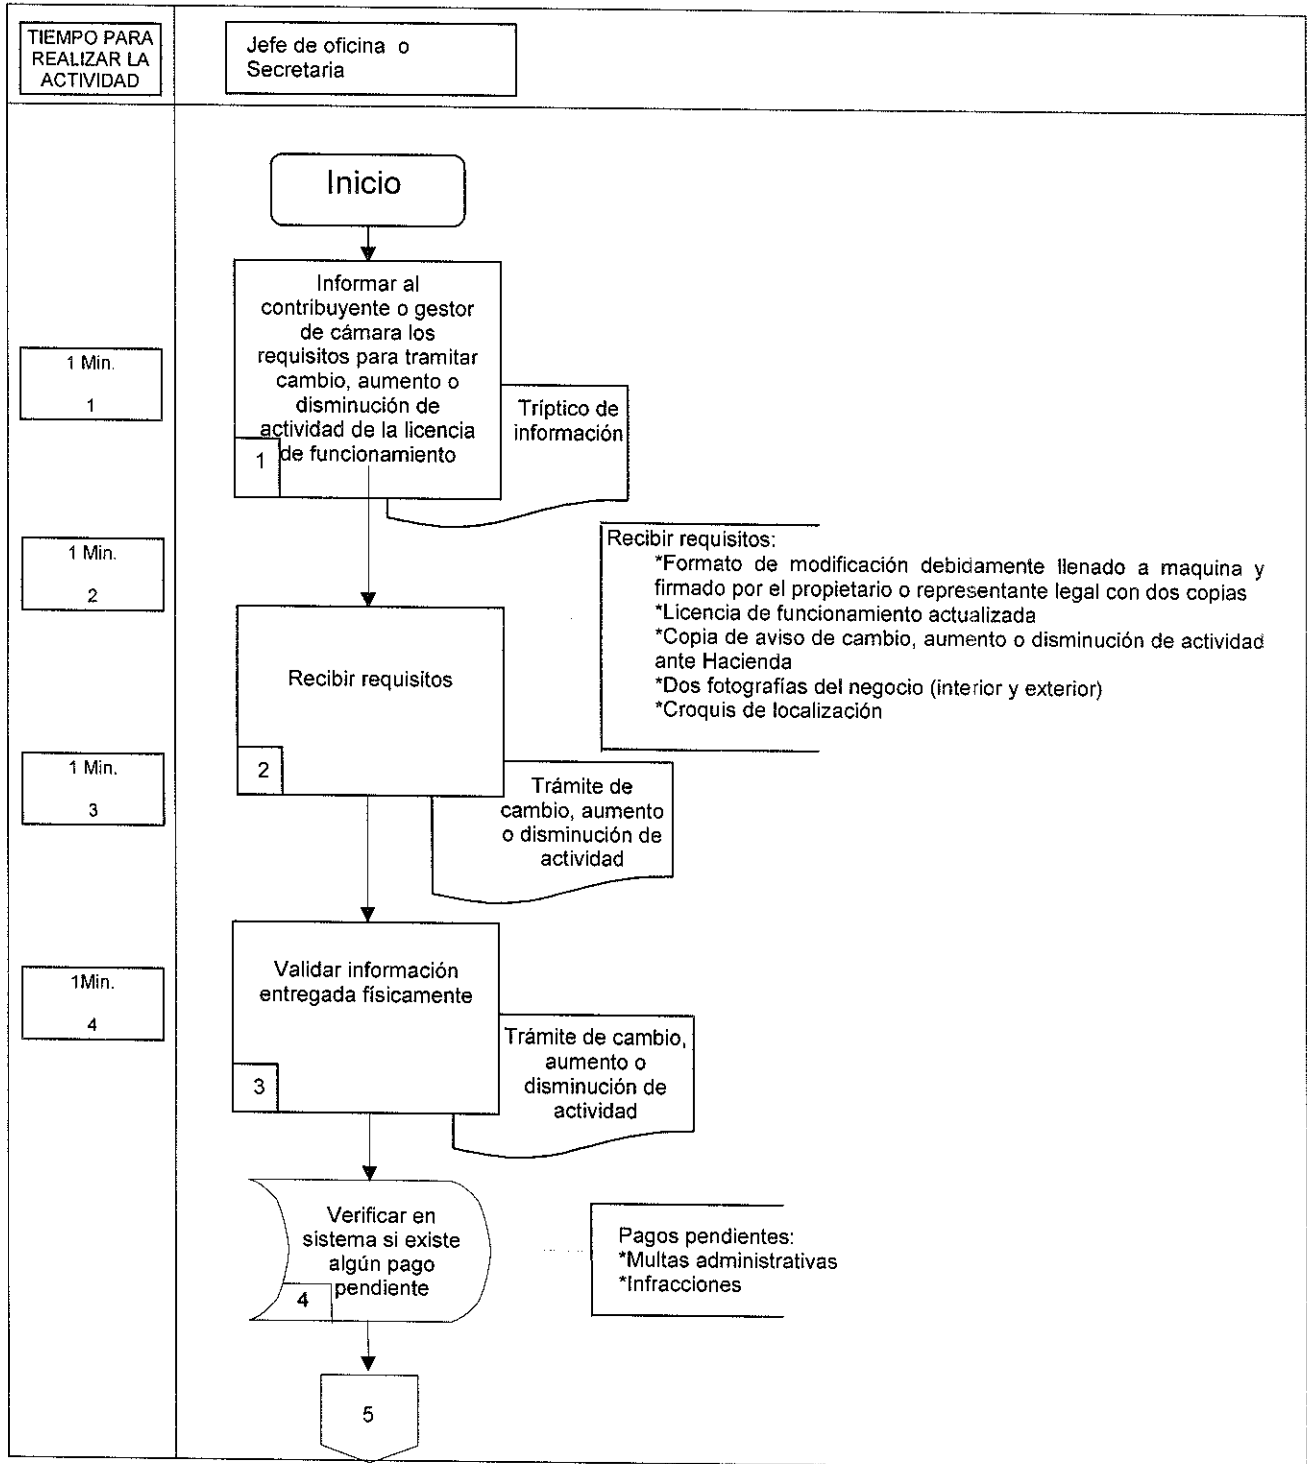 TIEMPO PARA
REALIZAR LA
ACTIVIDAD
Jefe de oficina o
Secretaria
Inicio
Informar al
contribuyente o gestor
de cámara los
requisitos para tramitar
cambio, aumento o
disminución de
actividad de la licencia
de funcionamiento
1
1 Min.
1
Tríptico de
información
1 Min.
2
Recibir requisitos:
*Formato de modificación debidamente llenado a maquina y
firmado por el propietario o representante legal con dos copias
*Licencia de funcionamiento actualizada
*Copia de aviso de cambio, aumento o disminución de actividad
ante Hacienda
*Dos fotografías del negocio (interior y exterior)
*Croquis de localización
Recibir requisitos
2
1 Min.
3
Trámite de
cambio, aumento
o disminución de
actividad
Validar información
entregada físicamente
3
1Min.
4
Trámite de cambio,
aumento o
disminución de
actividad
Verificar en
sistema si existe
algún pago
pendiente
4
Pagos pendientes:
*Multas administrativas
*Infracciones
5